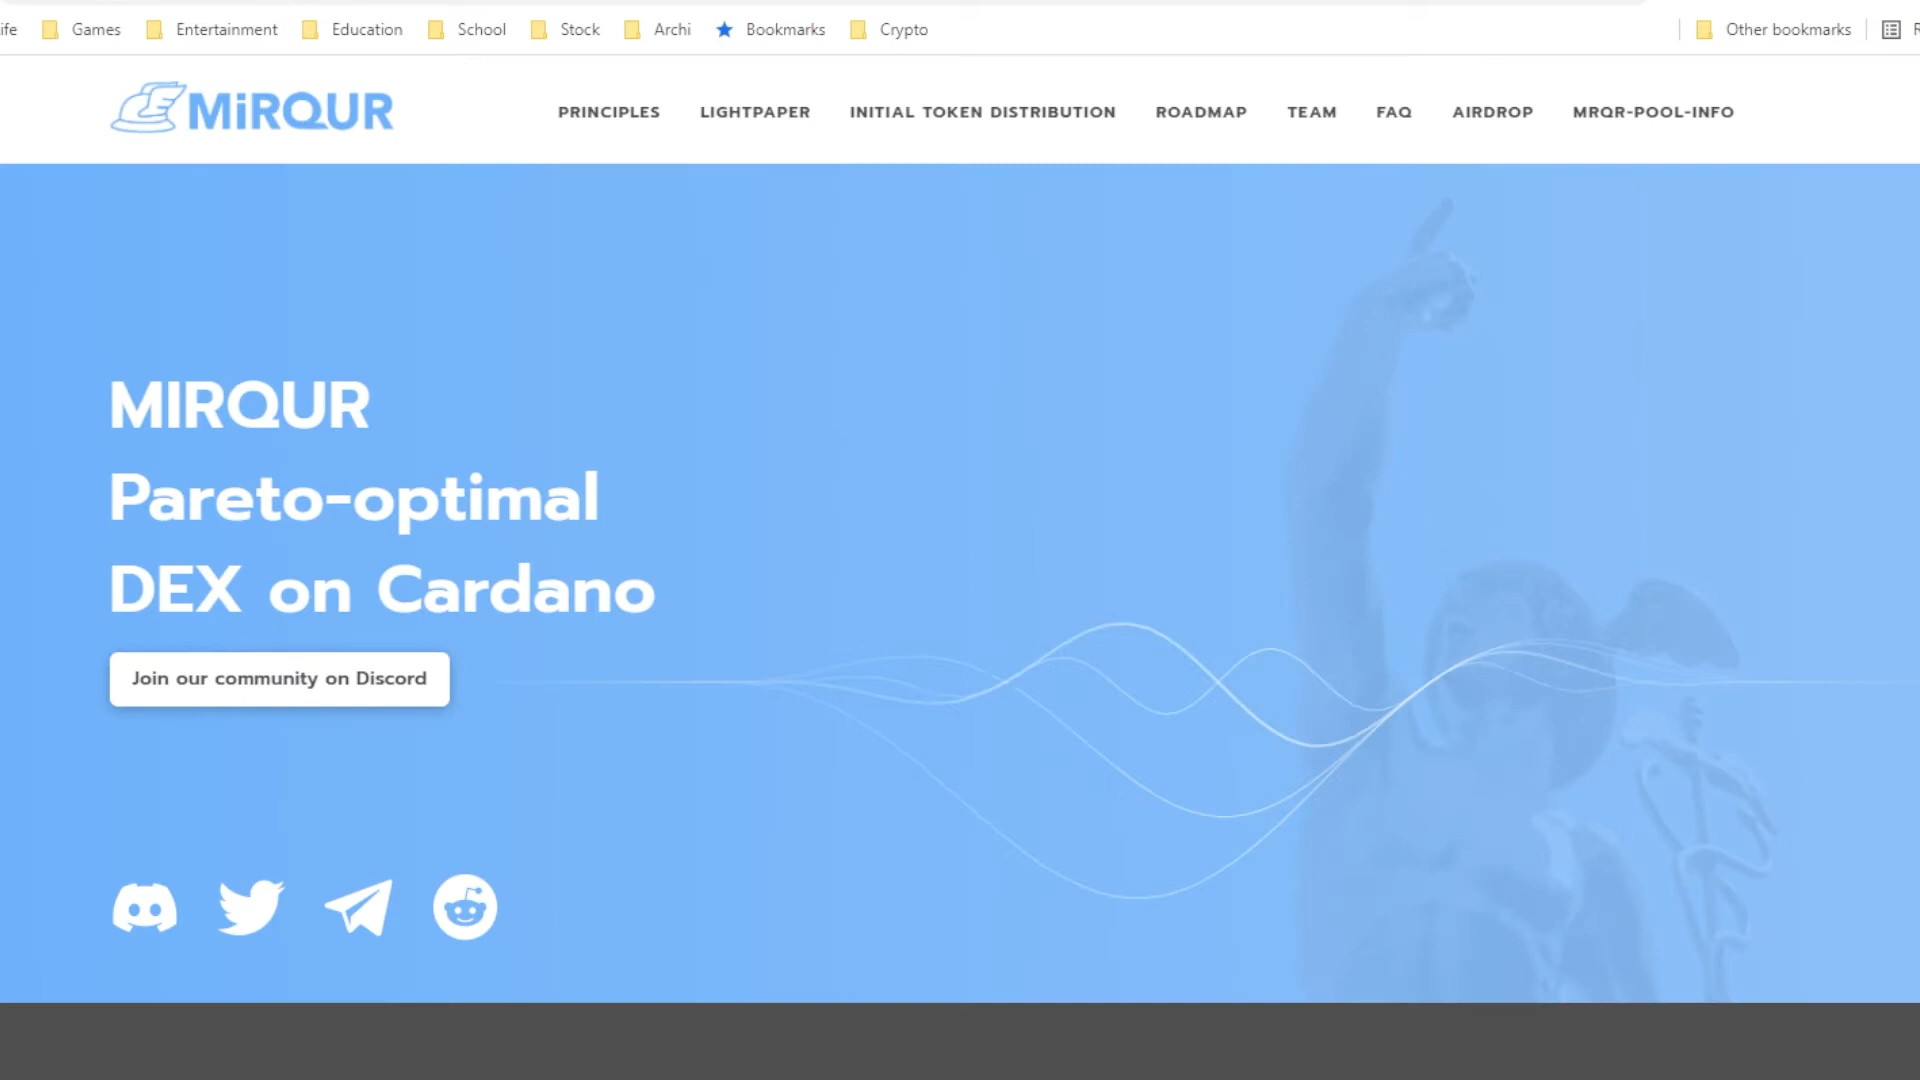 ife Games Entertainment Education School Stock Archi Bookmarks Crypto Other bookmarks R
MiRQUR PRINCIPLES LIGHTPAPER INITIAL TOKEN DISTRIBUTION ROADMAP TEAM FAQ AIRDROP MRQR-POOL-INFO
MIRQUR
Pareto-optimal
DEX on Cardano
Join our community on Discord